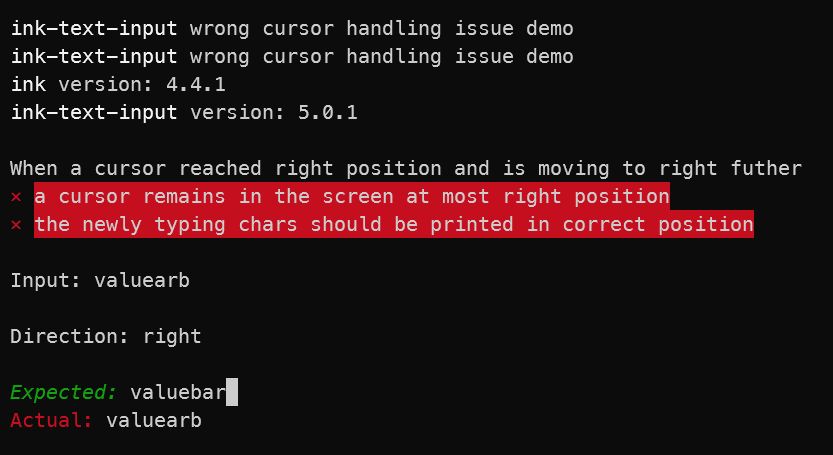 ink-text-input wrong cursor handling issue demo
ink-text-input wrong cursor handling issue demo
ink version: 4.4.1
ink-text-input version: 5.0.1
When a cursor reached right position and is moving to right futher
× a cursor remains in the screen at most right position
× the newly typing chars should be printed in correct position
Input: valuearb
Direction: right
Expected: valuebar
Actual: valuearb